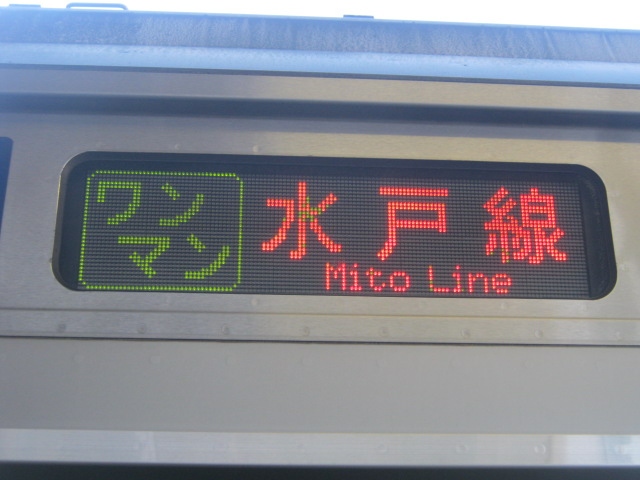 ワン
マン
水戸線
Mito Line